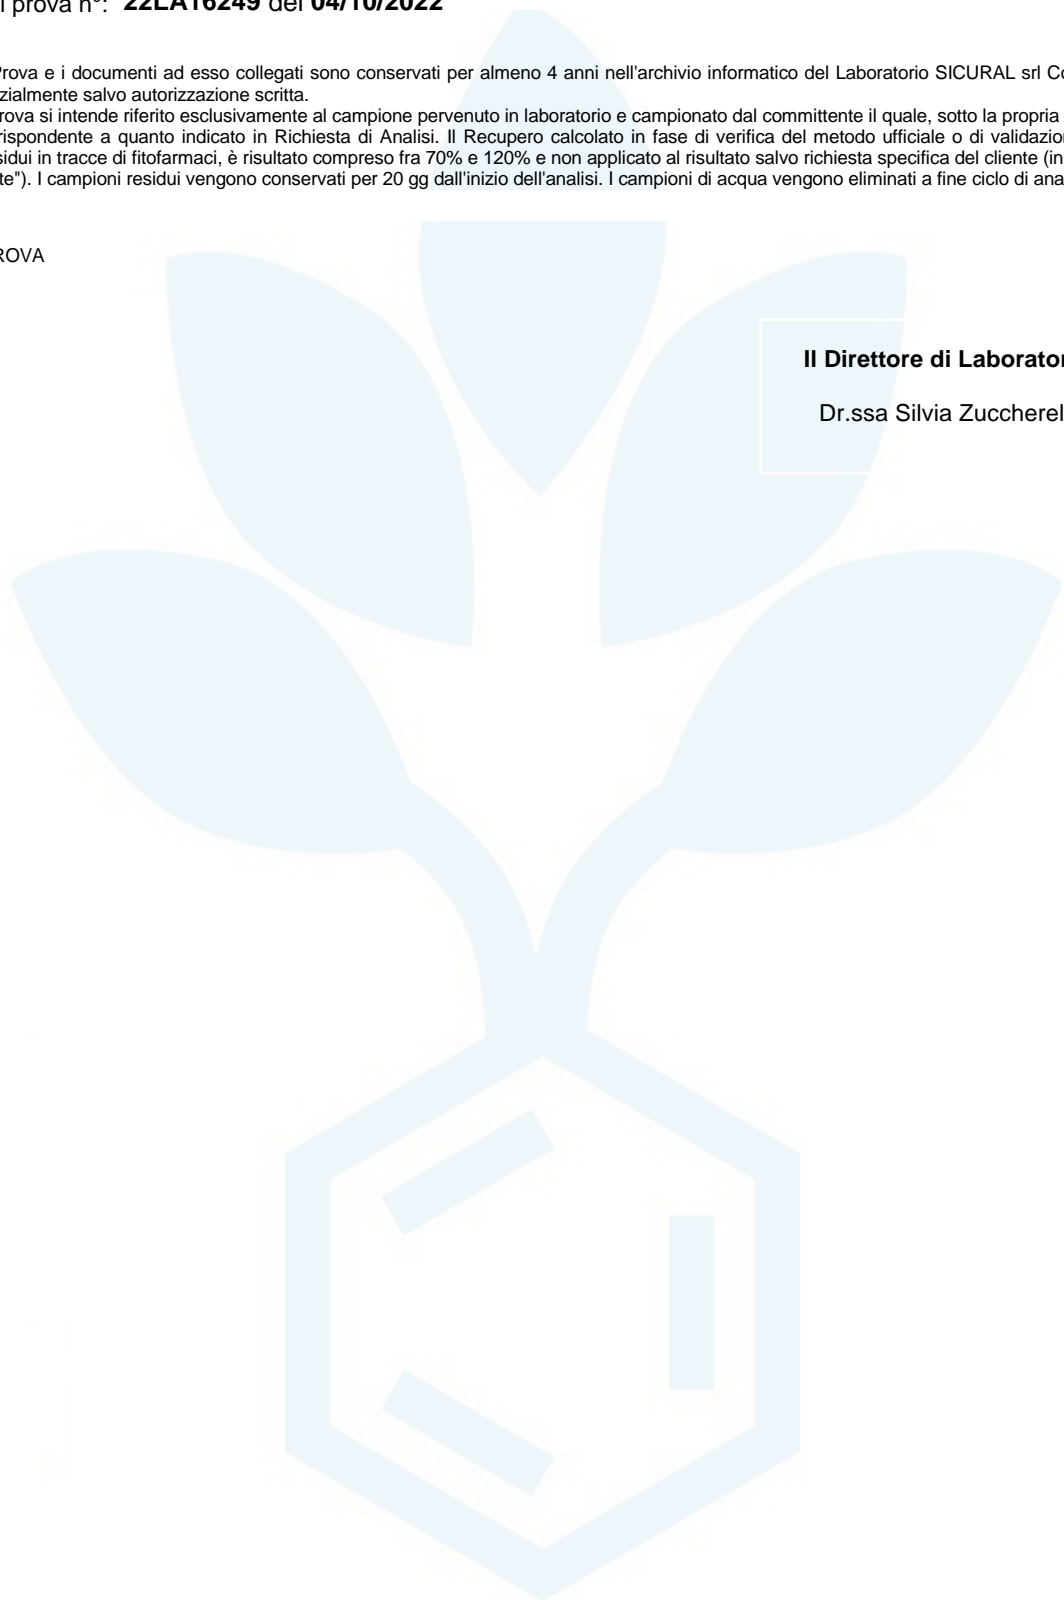 i prova n°: 22LA16249 del 04/10/2022
Prova e i documenti ad esso collegati sono conservati per almeno 4 anni nell'archivio informatico del Laboratorio SICURAL srl Co
zialmente salvo autorizzazione scritta.
rova si intende riferito esclusivamente al campione pervenuto in laboratorio e campionato dal committente il quale, sotto la propria
rispondente a quanto indicato in Richiesta di Analisi. Il Recupero calcolato in fase di verifica del metodo ufficiale o di validazion
sidui in tracce di fitofarmaci, è risultato compreso fra 70% e 120% e non applicato al risultato salvo richiesta specifica del cliente (in
te"). I campioni residui vengono conservati per 20 gg dall'inizio dell'analisi. I campioni di acqua vengono eliminati a fine ciclo di ana
ROVA
Il Direttore di Laborator
Dr.ssa Silvia Zuccherel